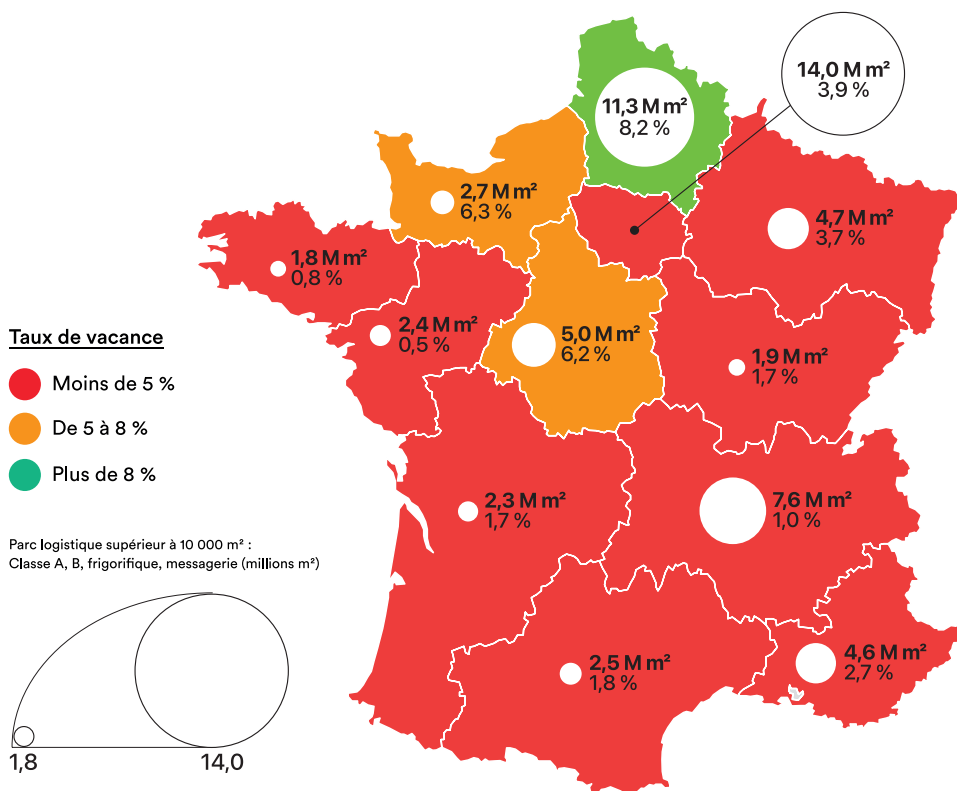 14,0 M m²
3,9 %
11,3 M m²
8,2 %
2,7 M m²
6,3 %
4,7 M m²
3,7 %
1,8 M m²
0,8 %
2,4 M m²
0,5 %
5,0 M m²
6,2 %
1,9 M m²
1,7 %
Taux de vacance
Moins de 5 %
De 5 à 8 %
Plus de 8 %
2,3 M m²
1,7 %
7,6 M m²
1,0 %
Parc logistique supérieur à 10 000 m² :
Classe A, B, frigorifique, messagerie (millions m²)
2,5 M m²
1,8 %
4,6 M m²
2,7 %
1,8
14,0